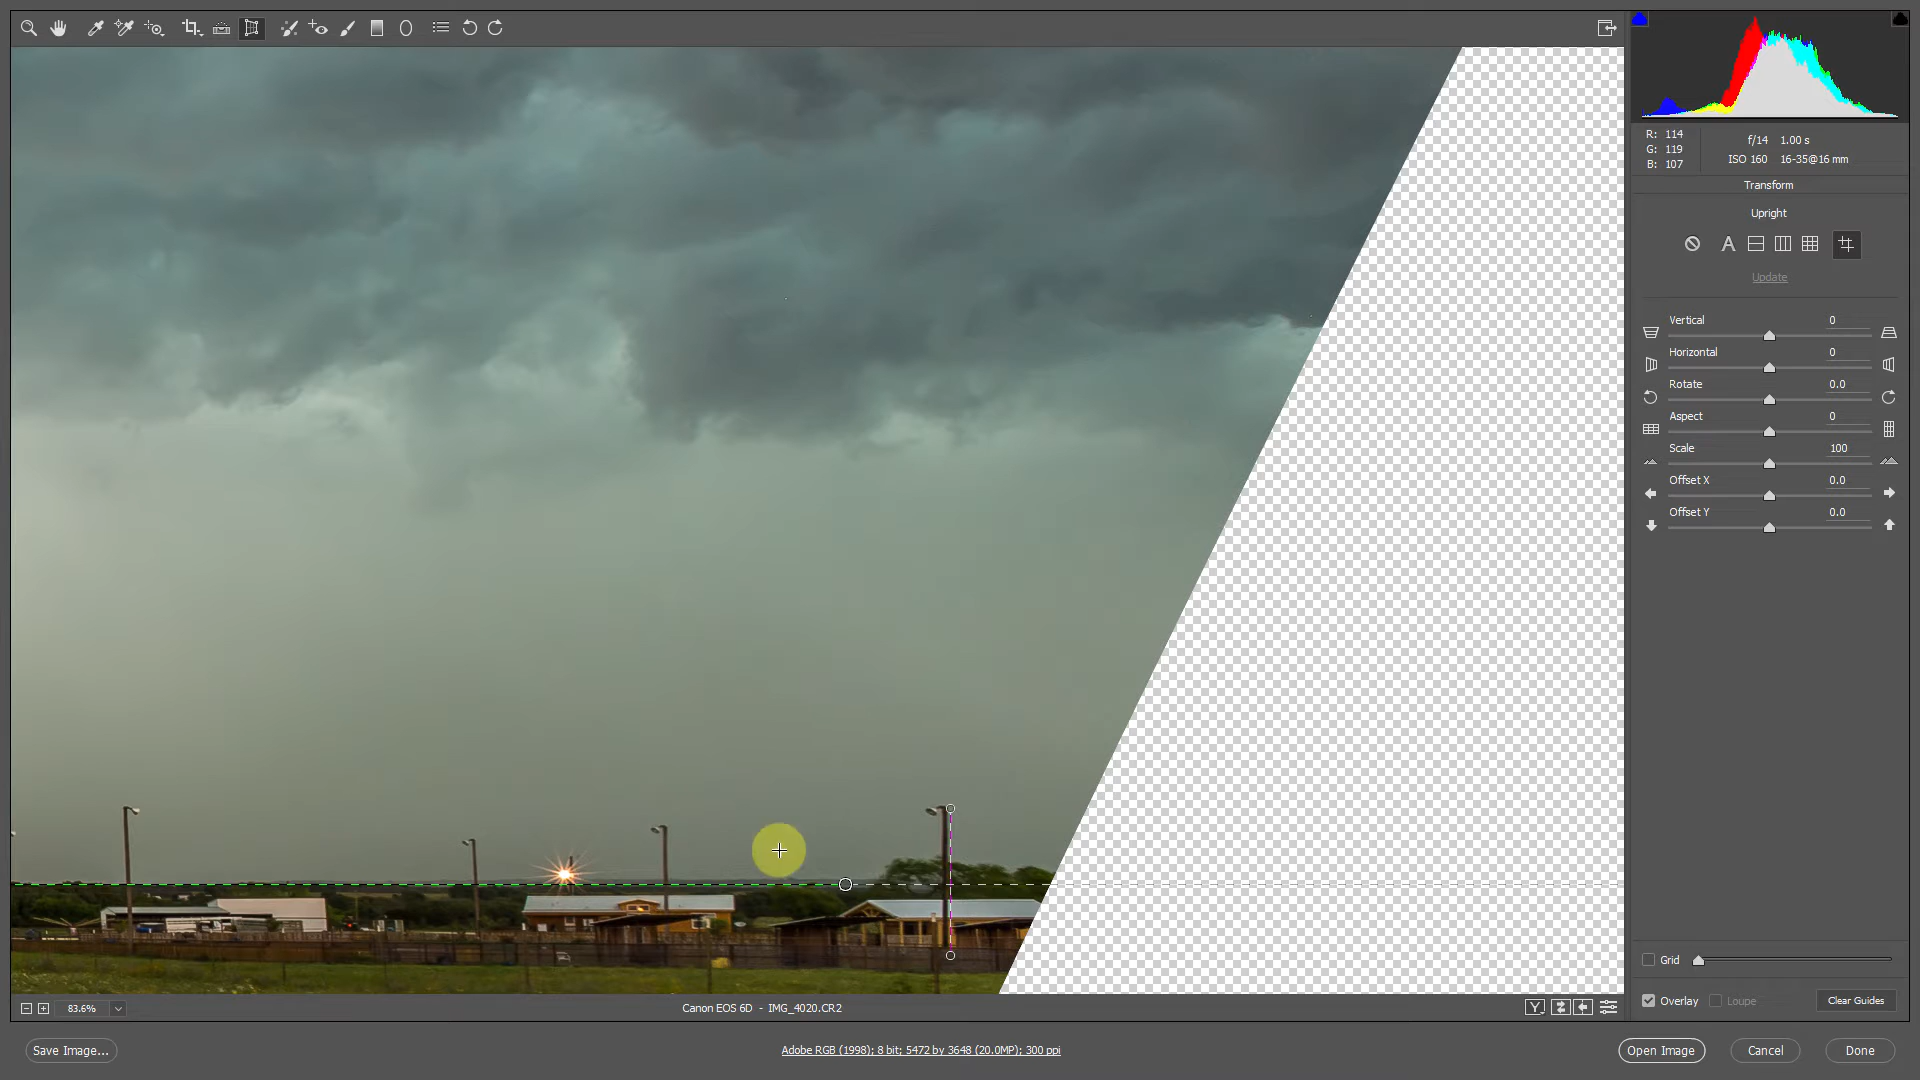 R: 114
G: 119
B: 107
f/14 1.00 s
ISO 160 16-35@16 mm
Transform
Upright
A
Update
Vertical 0
Horizontal 0
Rotate 0.0
Aspect 0
Scale 100
Offset X 0.0
Offset Y 0.0
Grid
Overlay Loupe Clear Guides
83.6% Canon EOS 6D - IMG_4020.CR2 Y
Save Image... Adobe RGB (1998); 8 bit; 5472 by 3648 (20.0MP); 300 ppi Open Image Cancel Done